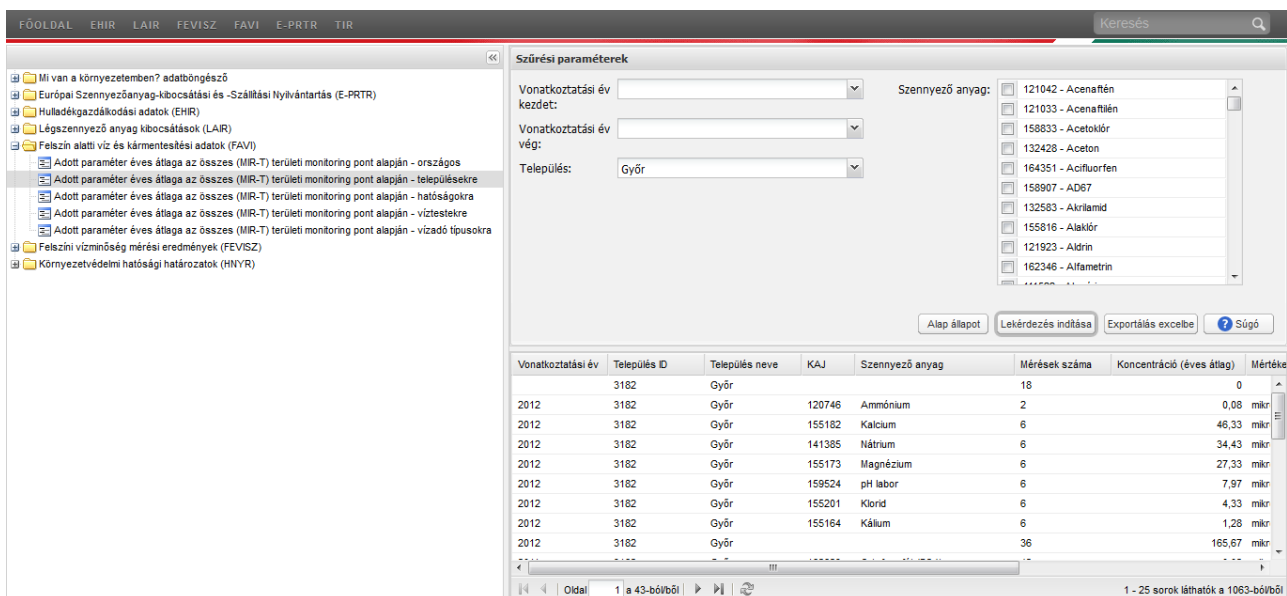 FŐOLDAL EHIR LAIR FEVISZ FAVI E-PRTR TIR Keresés
Mi van a környezetemben? adatböngésző
Európai Szennyezőanyag-kibocsátási és -Szállítási Nyilvántartás (E-PRTR)
Hulladékgazdálkodási adatok (EHIR)
Légszennyező anyag kibocsátások (LAIR)
Felszín alatti víz és kármentesítési adatok (FAVI)
Adott paraméter éves átlaga az összes (MIR-T) területi monitoring pont alapján - országos
Adott paraméter éves átlaga az összes (MIR-T) területi monitoring pont alapján - településekre
Adott paraméter éves átlaga az összes (MIR-T) területi monitoring pont alapján - hatóságokra
Adott paraméter éves átlaga az összes (MIR-T) területi monitoring pont alapján - víztestekre
Adott paraméter éves átlaga az összes (MIR-T) területi monitoring pont alapján - vízadó típusokra
Felszíni vízminőség mérési eredmények (FEVISZ)
Környezetvédelmi hatósági határozatok (HNYR)
Szűrési paraméterek
Vonatkoztatási év
kezdet:
Vonatkoztatási év
vég:
Település: Győr
Szennyező anyag:
121042 - Acenaftén
121033 - Acenaftilén
158833 - Acetoklór
132428 - Aceton
164351 - Acifluorfen
158907 - AD67
132583 - Akrilamid
155816 - Alaklór
121923 - Aldrin
162346 - Alfametrin
Alap állapot Lekérdezés indítása Exportálás excelbe Súgó
Vonatkoztatási év Település ID Település neve KAJ Szennyező anyag Mérések száma Koncentráció (éves átlag) Mértéke
3182 Győr 18 0
2012 3182 Győr 120746 Ammónium 2 0,08 mikr
2012 3182 Győr 155182 Kalcium 6 46,33 mikr
2012 3182 Győr 141385 Nátrium 6 34,43 mikr
2012 3182 Győr 155173 Magnézium 6 27,33 mikr
2012 3182 Győr 159524 pH labor 6 7,97 mikr
2012 3182 Győr 155201 Klorid 6 4,33 mikr
2012 3182 Győr 155164 Kálium 6 1,28 mikr
2012 3182 Győr 36 165,67 mikr
Oldal 1 a 43-ból/ből 1 - 25 sorok láthatók a 1063-ból/ből